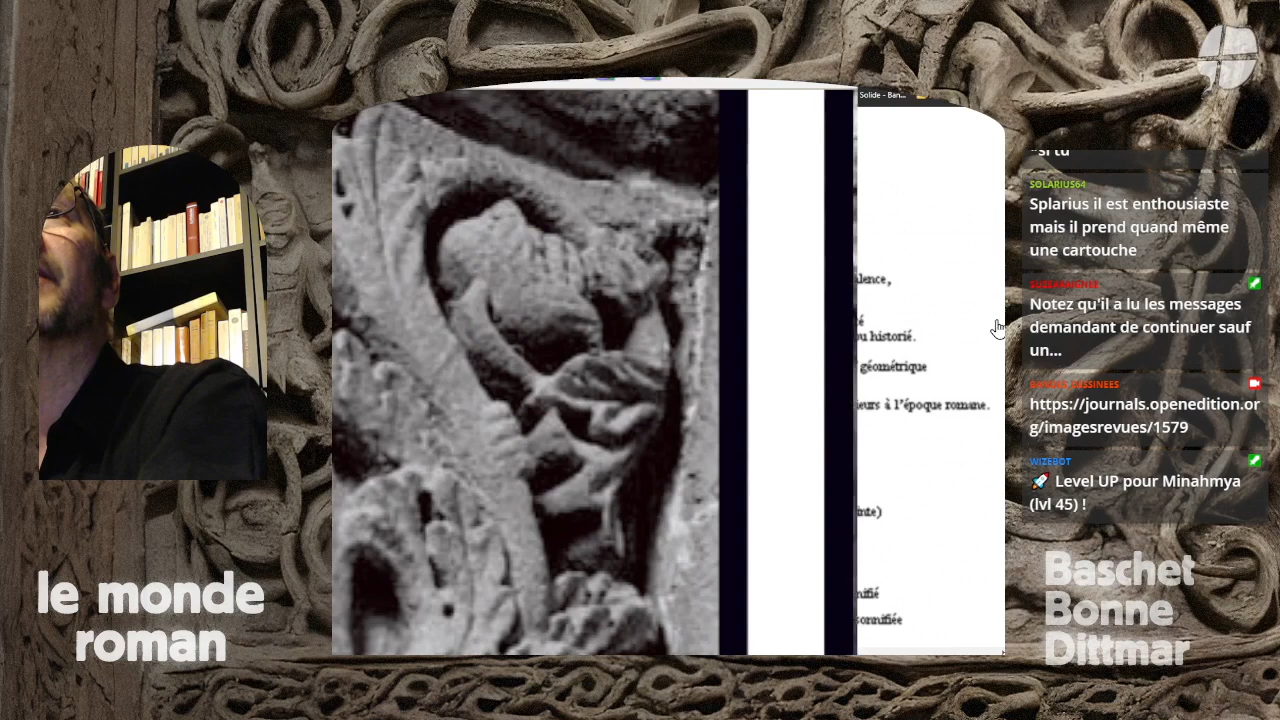 Solide - Ban...
lence,
é
ou historié.
géométrique
ieurs à l'époque romane.
inte)
nifié
sonnifiée
"si tu
SOLARIUS64
Splarius il est enthousiaste
mais il prend quand même
une cartouche
Notez qu'il a lu les messages
demandant de continuer sauf
un...
https://journals.openedition.or
g/imagesrevues/1579
WIZEBOT
🚀 Level UP pour Minahmya
(lvl 45) !
le monde
roman
Baschet
Bonne
Dittmar